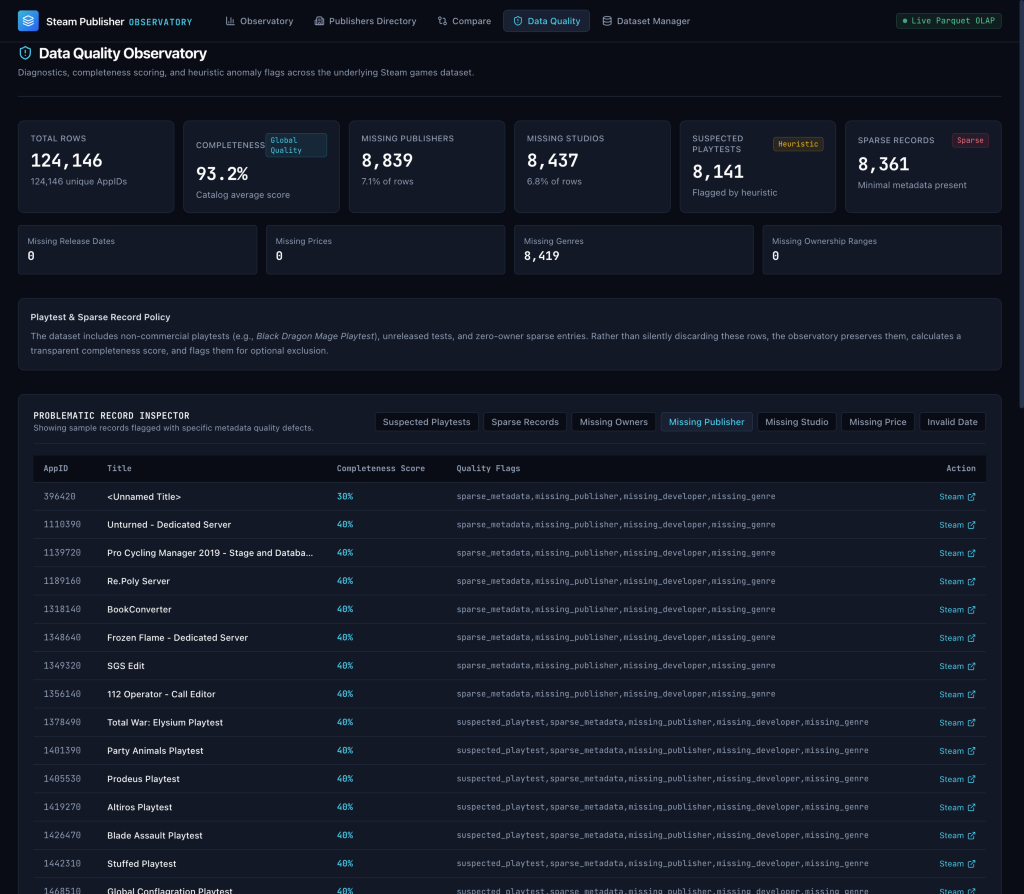 Steam Publisher OBSERVATORY
Observatory
Publishers Directory
Compare
Data Quality
Dataset Manager
Live Parquet OLAP
Data Quality Observatory
Diagnostics, completeness scoring, and heuristic anomaly flags across the underlying Steam games dataset.
TOTAL ROWS
124,146
124,146 unique AppIDs
COMPLETENESS
Global
Quality
93.2%
Catalog average score
MISSING PUBLISHERS
8,839
7.1% of rows
MISSING STUDIOS
8,437
6.8% of rows
SUSPECTED
PLAYTESTS
Heuristic
8,141
Flagged by heuristic
SPARSE RECORDS
Sparse
8,361
Minimal metadata present
Missing Release Dates
0
Missing Prices
0
Missing Genres
8,419
Missing Ownership Ranges
0
Playtest & Sparse Record Policy
The dataset includes non-commercial playtests (e.g., Black Dragon Mage Playtest), unreleased tests, and zero-owner sparse entries. Rather than silently discarding these rows, the observatory preserves them, calculates a
transparent completeness score, and flags them for optional exclusion.
PROBLEMATIC RECORD INSPECTOR
Showing sample records flagged with specific metadata quality defects.
Suspected Playtests
Sparse Records
Missing Owners
Missing Publisher
Missing Studio
Missing Price
Invalid Date
AppID Title Completeness Score Quality Flags Action
396420 <Unnamed Title> 30% sparse_metadata,missing_publisher,missing_developer,missing_genre Steam
1110390 Unturned - Dedicated Server 40% sparse_metadata,missing_publisher,missing_developer,missing_genre Steam
1139720 Pro Cycling Manager 2019 - Stage and Databa... 40% sparse_metadata,missing_publisher,missing_developer,missing_genre Steam
1189160 Re.Poly Server 40% sparse_metadata,missing_publisher,missing_developer,missing_genre Steam
1318140 BookConverter 40% sparse_metadata,missing_publisher,missing_developer,missing_genre Steam
1348640 Frozen Flame - Dedicated Server 40% sparse_metadata,missing_publisher,missing_developer,missing_genre Steam
1349320 SGS Edit 40% sparse_metadata,missing_publisher,missing_developer,missing_genre Steam
1356140 112 Operator - Call Editor 40% sparse_metadata,missing_publisher,missing_developer,missing_genre Steam
1378490 Total War: Elysium Playtest 40% suspected_playtest,sparse_metadata,missing_publisher,missing_developer,missing_genre Steam
1401390 Party Animals Playtest 40% suspected_playtest,sparse_metadata,missing_publisher,missing_developer,missing_genre Steam
1405530 Prodeus Playtest 40% suspected_playtest,sparse_metadata,missing_publisher,missing_developer,missing_genre Steam
1419270 Altiros Playtest 40% suspected_playtest,sparse_metadata,missing_publisher,missing_developer,missing_genre Steam
1426470 Blade Assault Playtest 40% suspected_playtest,sparse_metadata,missing_publisher,missing_developer,missing_genre Steam
1442310 Stuffed Playtest 40% suspected_playtest,sparse_metadata,missing_publisher,missing_developer,missing_genre Steam
1468510 Global Conflagration Playtest 40% suspected_playtest,sparse_metadata,missing_publisher,missing_developer,missing_genre Steam